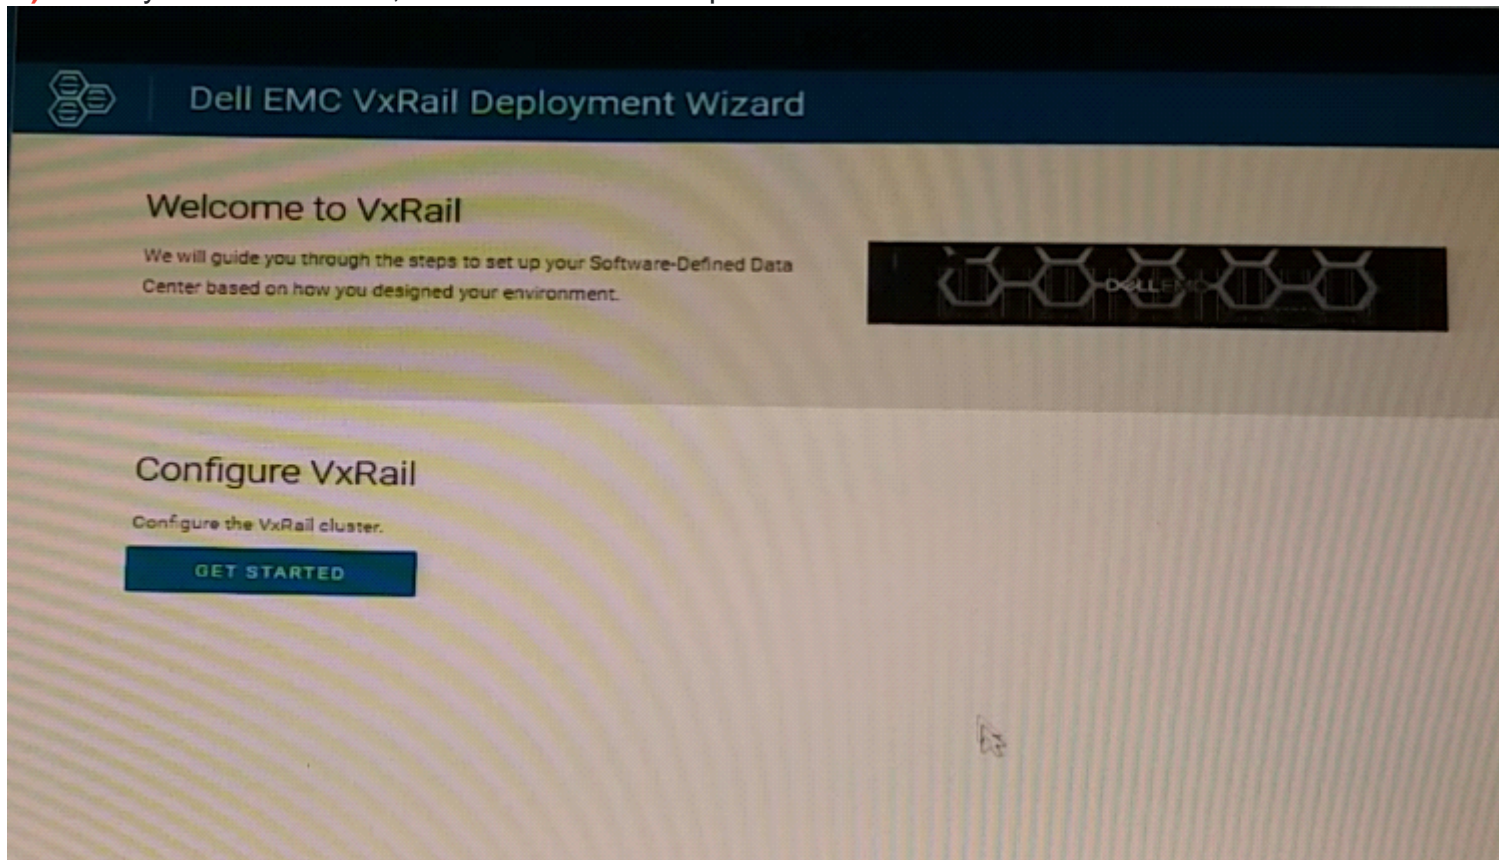 Dell EMC VxRail Deployment Wizard
Welcome to VxRail
We will guide you through the steps to set up your Software-Defined Data
Center based on how you designed your environment.
DELL EMC
Configure VxRail
Configure the VxRail cluster.
GET STARTED